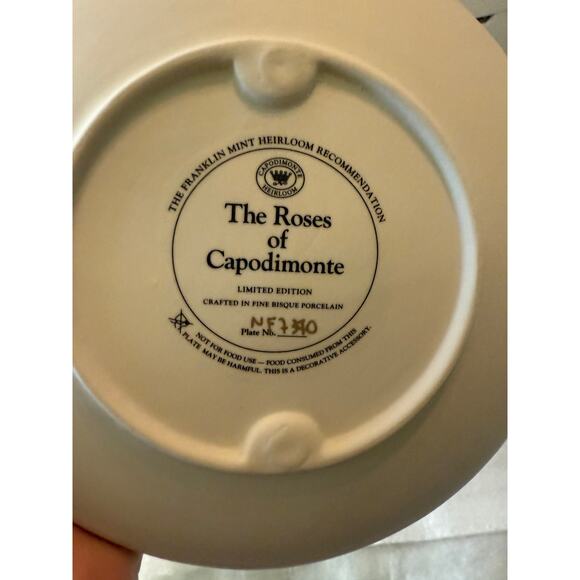 THE FRANKLIN MINT HEIRLOOM RECOMMENDATION
CAPODIMONTE
HEIRLOOM
The Roses
of
Capodimonte
LIMITED EDITION
CRAFTED IN FINE BISQUE PORCELAIN
Plate No.
NOT FOR FOOD USE — FOOD CONSUMED FROM THIS
PLATE MAY BE HARMFUL. THIS IS A DECORATIVE ACCESSORY.